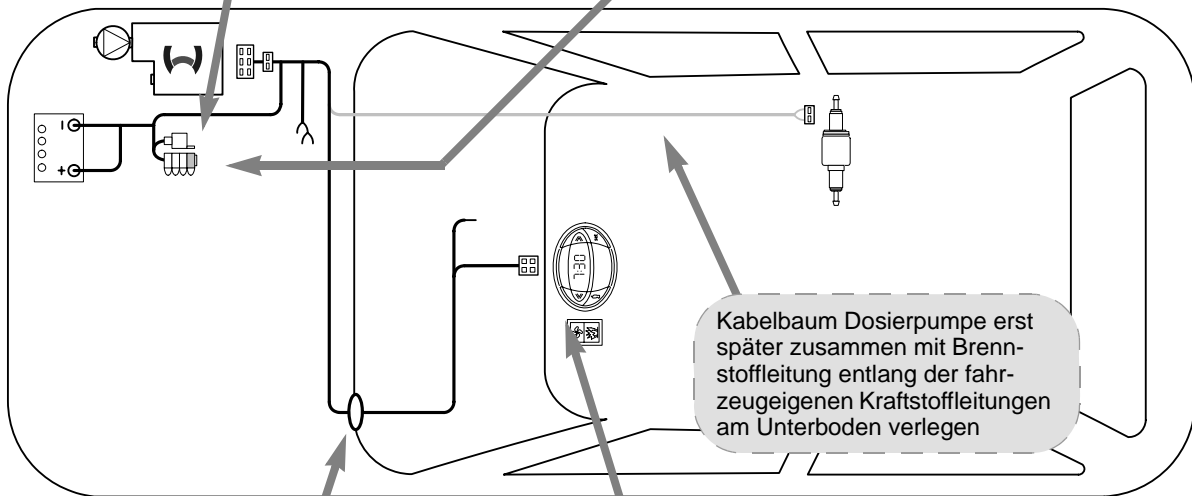 −
+
Kabelbaum Dosierpumpe erst
später zusammen mit Brenn-
stoffleitung entlang der fahr-
zeugeigenen Kraftstoffleitungen
am Unterboden verlegen